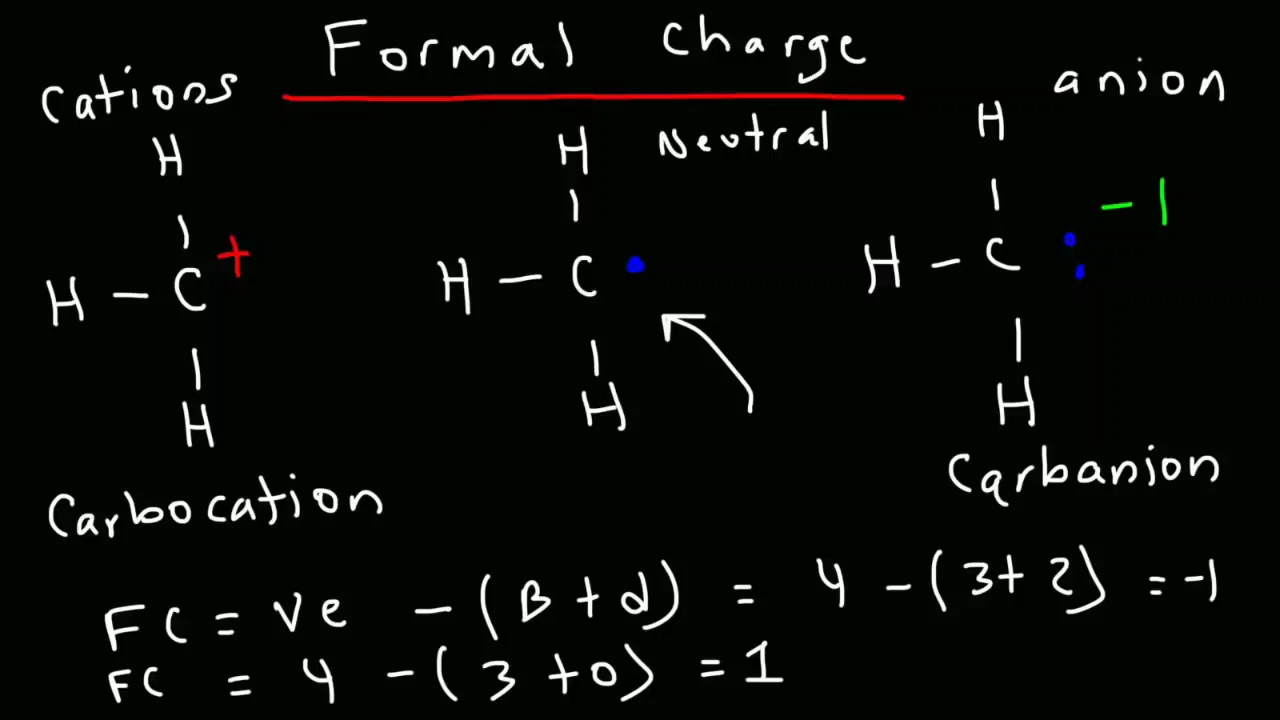 Formal Charge
Cations
Neutral
anion
H
H
H
- 1
H - C +
H - C •
H - C :
H
H
H
Carbocation
Carbanion
FC = ve - (B + d) = 4 - (3 + 2) = -1
FC = 4 - (3 + 0) = 1